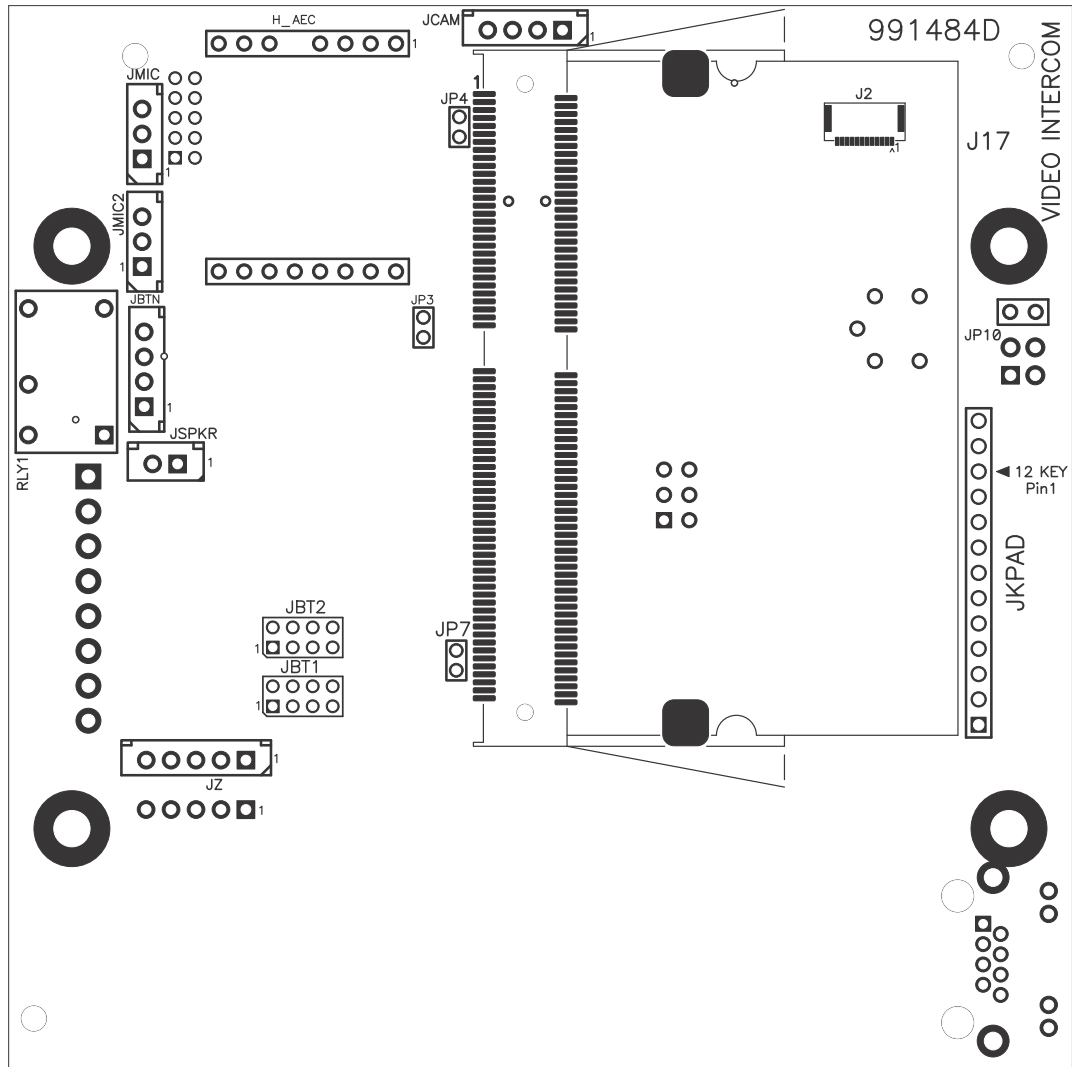 H_AEC
1
JCAM
1
991484D
VIDEO INTERCOM
JMIC
1
JP4
1
J2
1
J17
JMIC2
1
JBTN
1
JP3
JP10
RLY1
JSPKR
1
12 KEY
Pin1
JKPAD
JBT2
1
JBT1
1
JP7
1
JZ
1